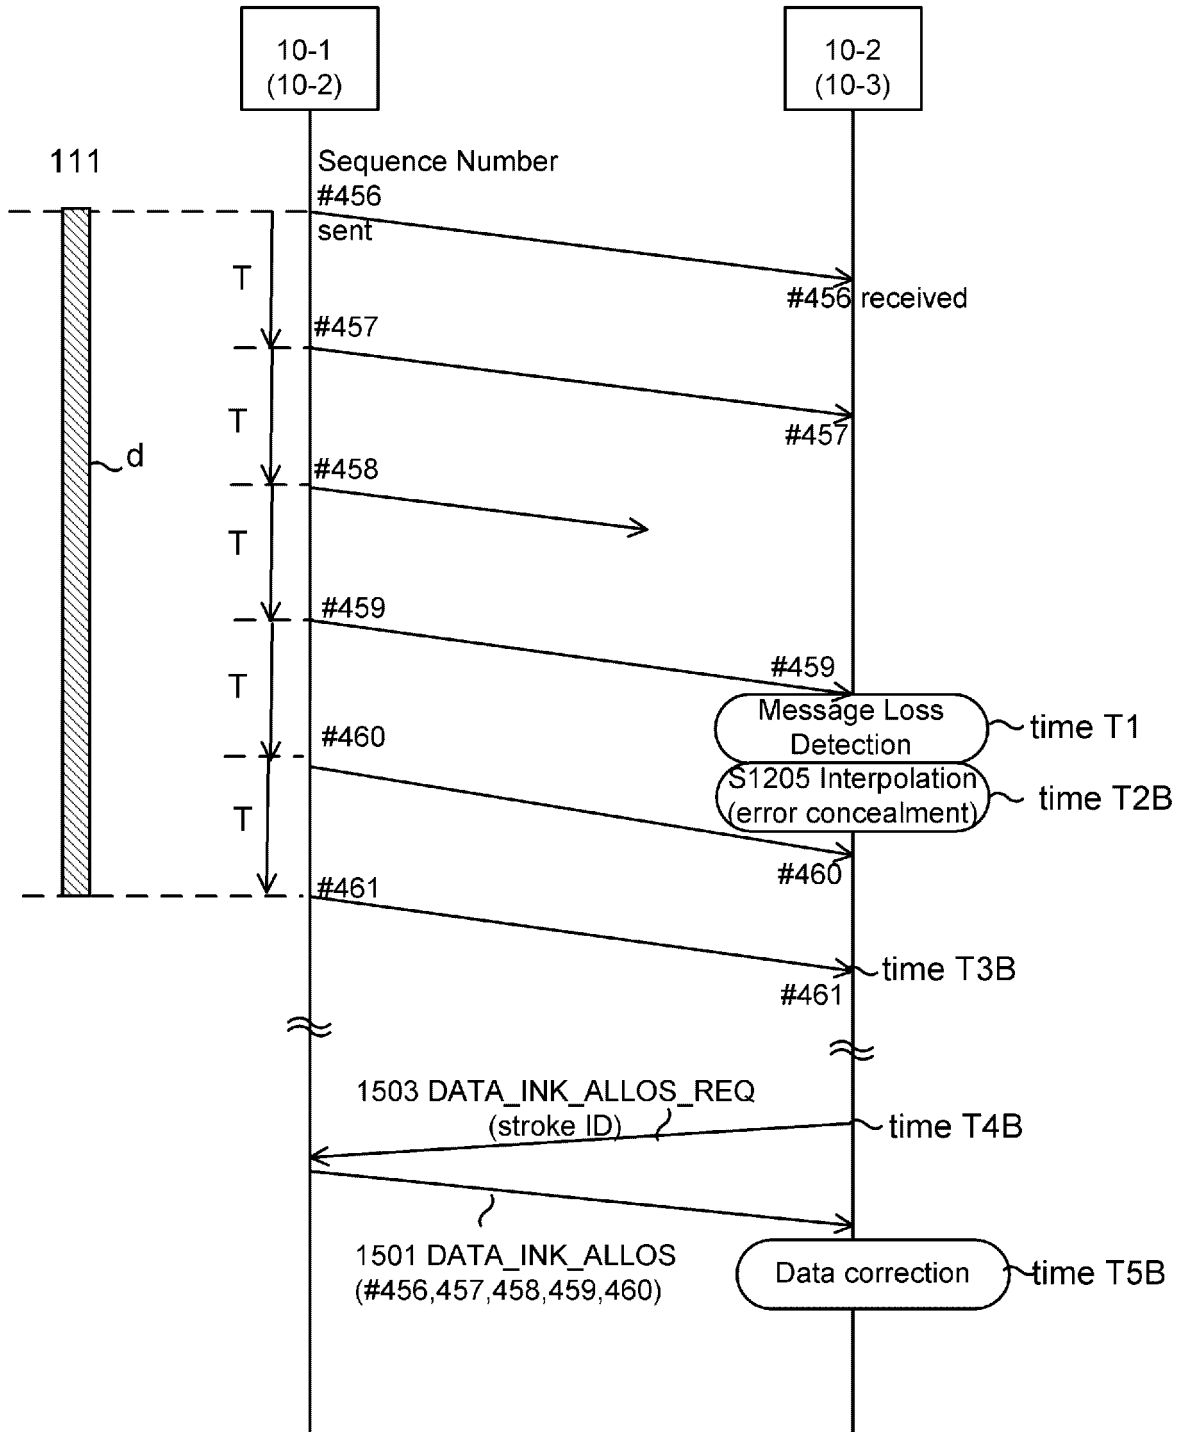 10-1
(10-2)
10-2
(10-3)
111
Sequence Number
#456
sent
T
#456 received
#457
T
#457
d
#458
T
#459
#459
T
Message Loss
Detection
time T1
#460
S1205 Interpolation
(error concealment)
time T2B
T
#460
#461
time T3B
#461
1503 DATA_INK_ALLOS_REQ
(stroke ID)
time T4B
1501 DATA_INK_ALLOS
(#456,457,458,459,460)
Data correction
time T5B